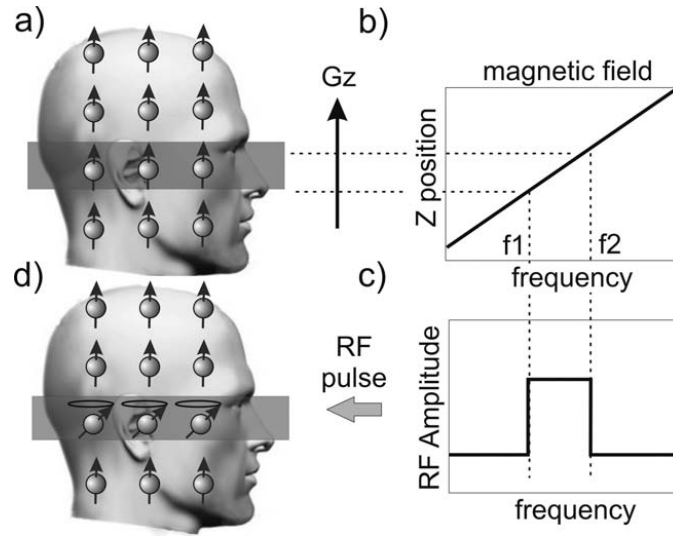 a)
Gz
b)
magnetic field
Z position
f1
f2
frequency
d)
RF
pulse
c)
RF Amplitude
frequency